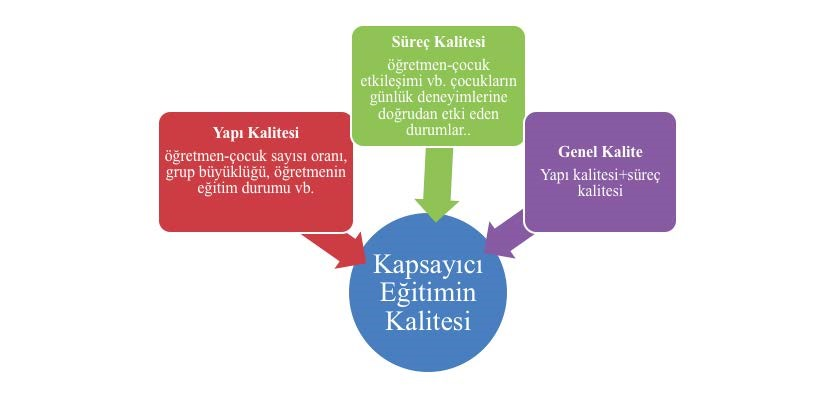 Süreç Kalitesi
öğretmen-çocuk
etkileşimi vb. çocukların
günlük deneyimlerine
doğrudan etki eden
durumlar..
Yapı Kalitesi
öğretmen-çocuk sayısı oranı,
grup büyüklüğü, öğretmenin
eğitim durumu vb.
Genel Kalite
Yapı kalitesi+süreç
kalitesi
Kapsayıcı
Eğitimin
Kalitesi